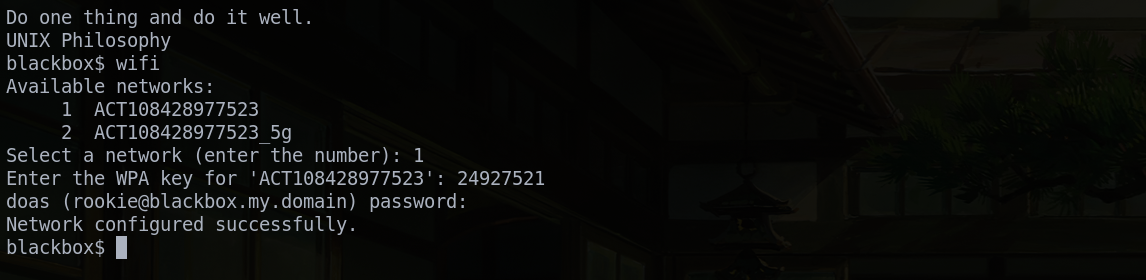 Do one thing and do it well.
UNIX Philosophy
blackbox$ wifi
Available networks:
     1  ACT108428977523
     2  ACT108428977523_5g
Select a network (enter the number): 1
Enter the WPA key for 'ACT108428977523': 24927521
doas (rookie@blackbox.my.domain) password:
Network configured successfully.
blackbox$